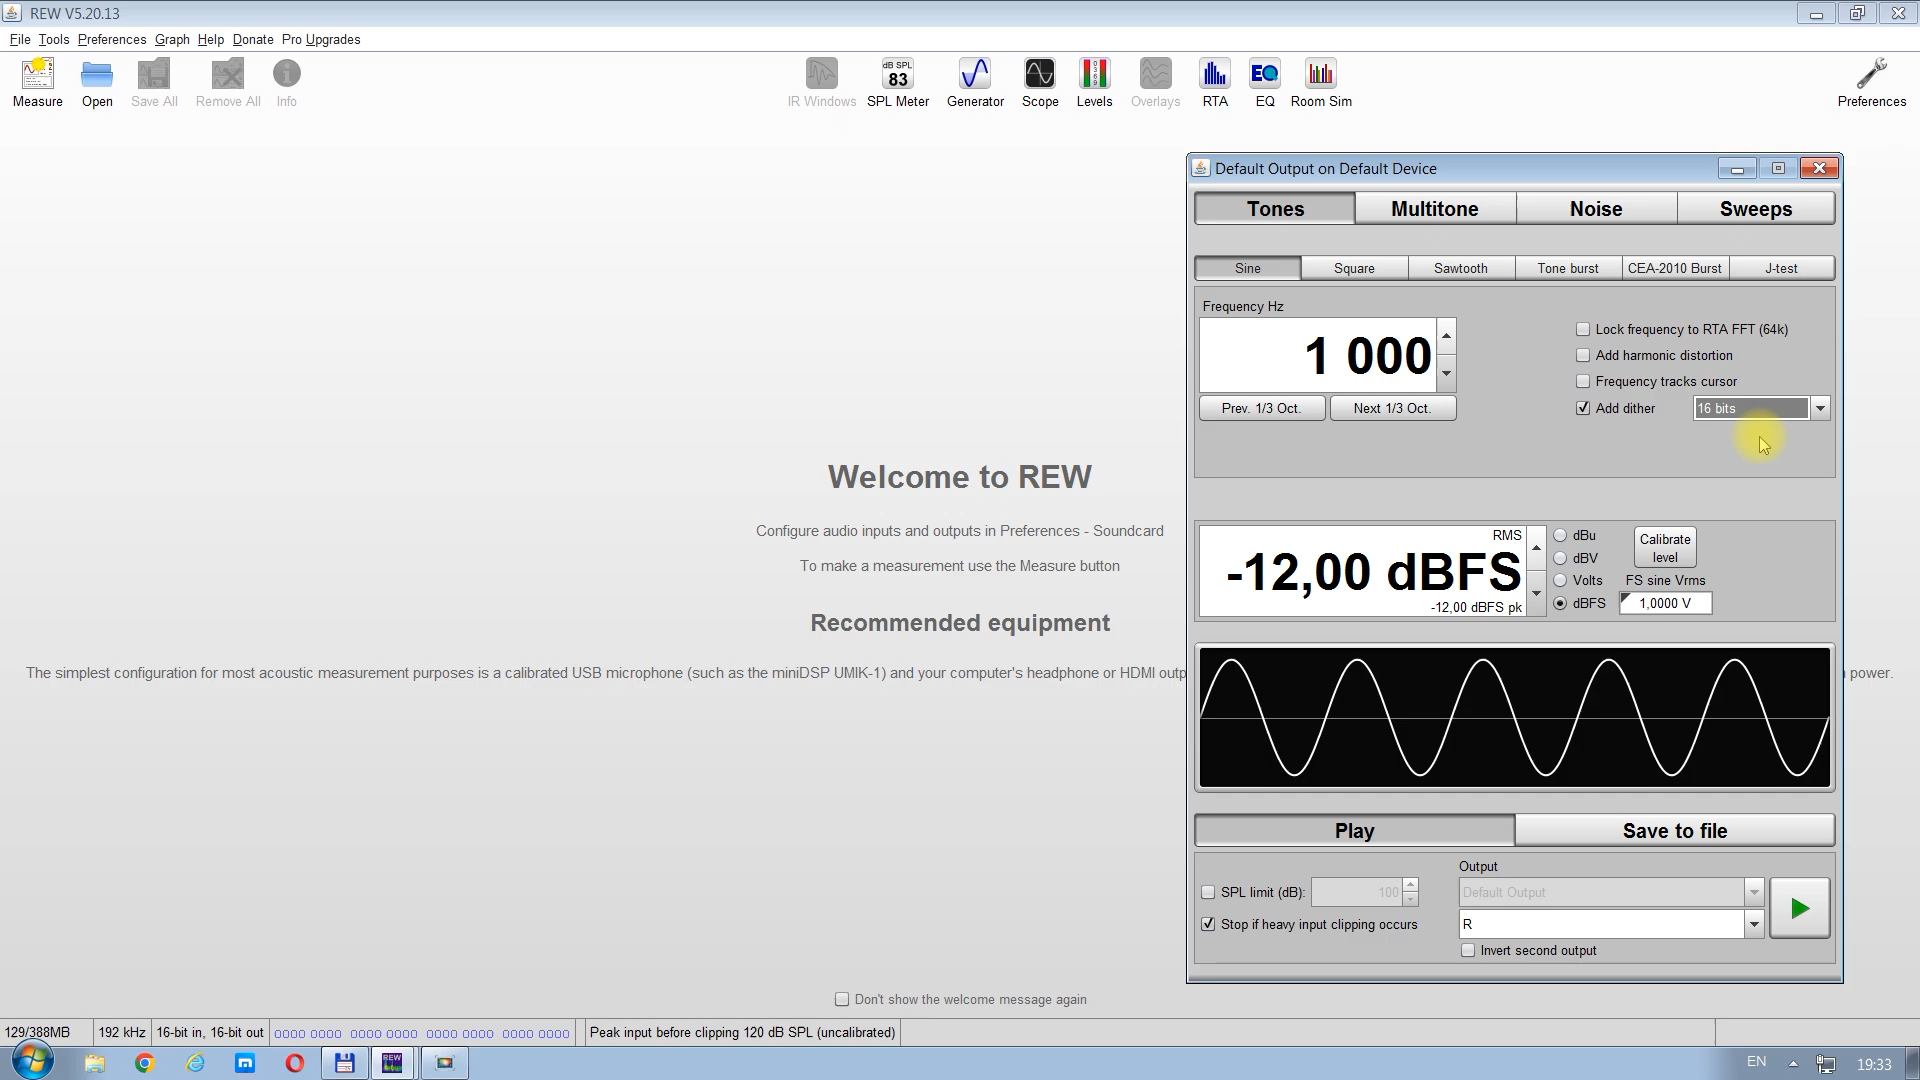 REW V5.20.13
File Tools Preferences Graph Help Donate Pro Upgrades
Measure Open Save All Remove All Info
dB SPL
83
IR Windows SPL Meter Generator Scope Levels Overlays RTA EQ Room Sim Preferences
Default Output on Default Device
Tones Multitone Noise Sweeps
Sine Square Sawtooth Tone burst CEA-2010 Burst J-test
Frequency Hz
1 000
Prev. 1/3 Oct. Next 1/3 Oct.
Lock frequency to RTA FFT (64k)
Add harmonic distortion
Frequency tracks cursor
Add dither 16 bits
Welcome to REW
Configure audio inputs and outputs in Preferences - Soundcard
To make a measurement use the Measure button
Recommended equipment
The simplest configuration for most acoustic measurement purposes is a calibrated USB microphone (such as the miniDSP UMIK-1) and your computer's headphone or HDMI outp
power.
RMS
-12,00 dBFS
-12,00 dBFS pk
dBu
dBV
Volts
dBFS
Calibrate
level
FS sine Vrms
1,0000 V
Play Save to file
Output
SPL limit (dB): 100 Default Output
Stop if heavy input clipping occurs R
Invert second output
Don't show the welcome message again
129/388MB 192 kHz 16-bit in, 16-bit out 0000 0000 0000 0000 0000 0000 0000 0000 Peak input before clipping 120 dB SPL (uncalibrated)
REW
EN 19:33